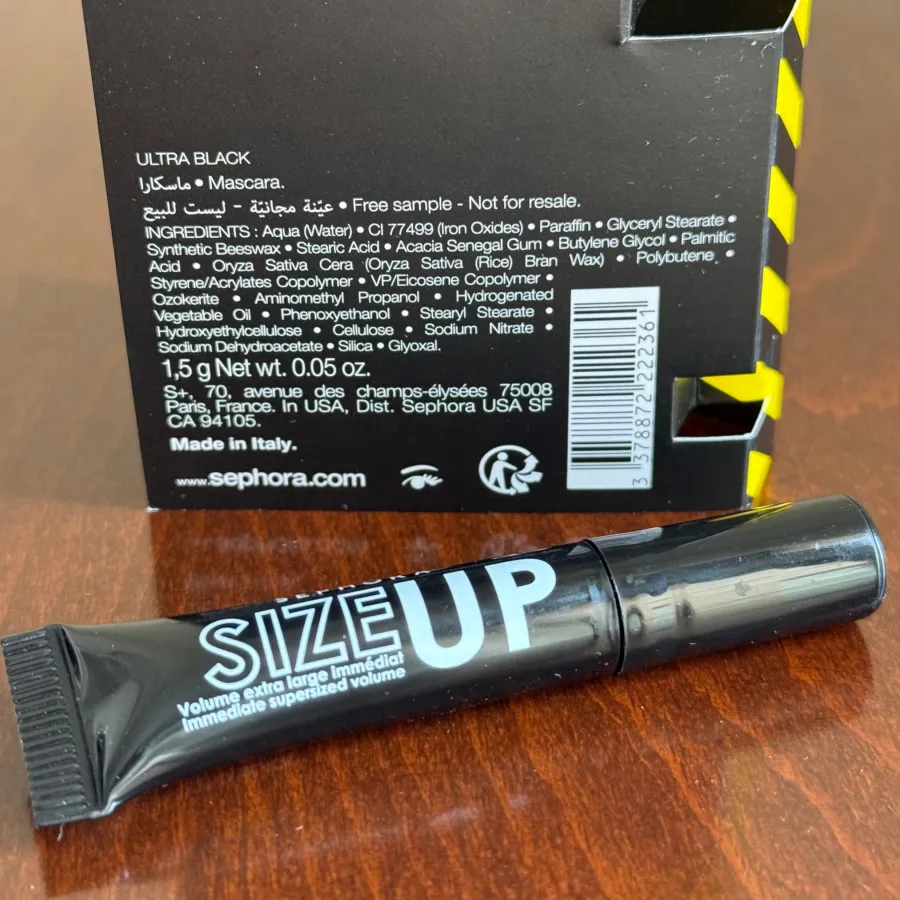 ULTRA BLACK
ماسكارا • Mascara.
عيّنة مجانيّة - ليست للبيع • Free sample - Not for resale.
INGREDIENTS : Aqua (Water) • CI 77499 (Iron Oxides) • Paraffin • Glyceryl Stearate •
Synthetic Beeswax • Stearic Acid • Acacia Senegal Gum • Butylene Glycol • Palmitic
Acid • Oryza Sativa Cera (Oryza Sativa (Rice) Bran Wax) • Polybutene •
Styrene/Acrylates Copolymer • VP/Eicosene Copolymer •
Ozokerite • Aminomethyl Propanol • Hydrogenated
Vegetable Oil • Phenoxyethanol • Stearyl Stearate •
Hydroxyethylcellulose • Cellulose • Sodium Nitrate •
Sodium Dehydroacetate • Silica • Glyoxal.
1,5 g Net wt. 0.05 oz.
S+, 70, avenue des champs-élysées 75008
Paris, France. In USA, Dist. Sephora USA SF
CA 94105.
Made in Italy.
www.sephora.com
3 378872 222361
SEPHORA
SIZE UP
Volume extra large immédiat
Immediate supersized volume